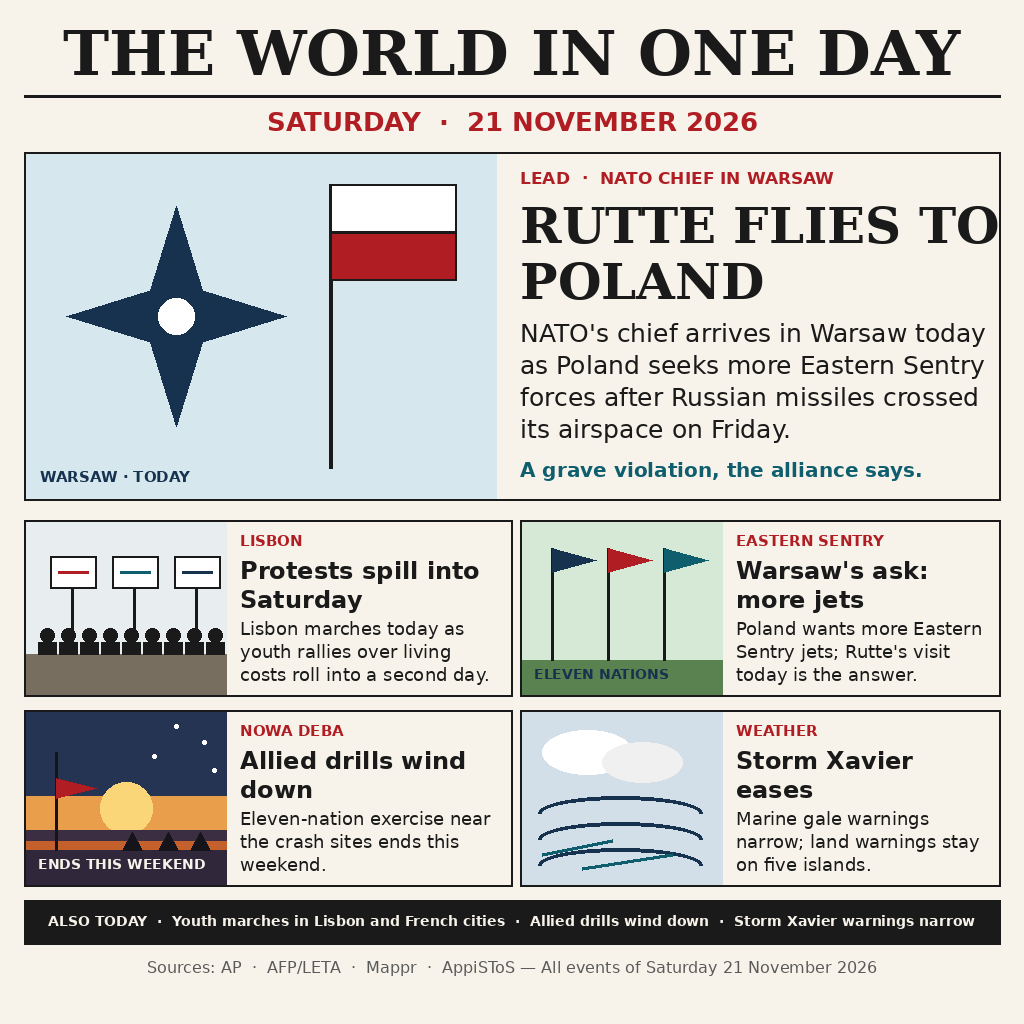 THE WORLD IN ONE DAY
SATURDAY · 21 NOVEMBER 2026
WARSAW · TODAY
LEAD · NATO CHIEF IN WARSAW
RUTTE FLIES TO
POLAND
NATO's chief arrives in Warsaw today
as Poland seeks more Eastern Sentry
forces after Russian missiles crossed
its airspace on Friday.
A grave violation, the alliance says.
LISBON
Protests spill into
Saturday
Lisbon marches today as
youth rallies over living
costs roll into a second day.
ELEVEN NATIONS
EASTERN SENTRY
Warsaw's ask:
more jets
Poland wants more Eastern
Sentry jets; Rutte's visit
today is the answer.
ENDS THIS WEEKEND
NOWA DEBA
Allied drills wind
down
Eleven-nation exercise near
the crash sites ends this
weekend.
WEATHER
Storm Xavier
eases
Marine gale warnings
narrow; land warnings stay
on five islands.
ALSO TODAY · Youth marches in Lisbon and French cities · Allied drills wind down · Storm Xavier warnings narrow
Sources: AP · AFP/LETA · Mappr · AppiSToS — All events of Saturday 21 November 2026